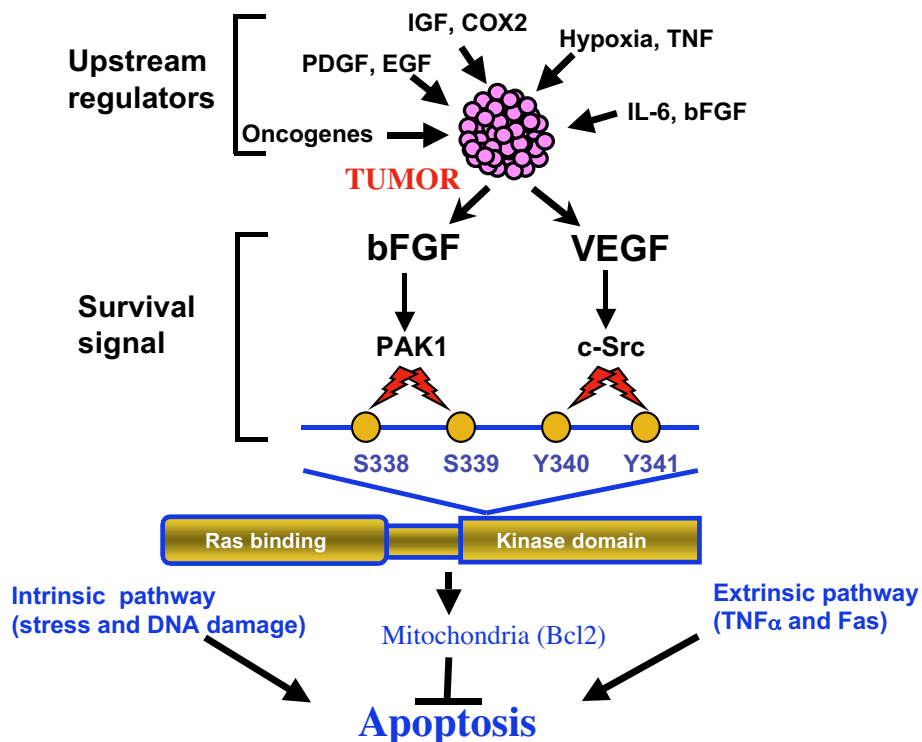 IGF, COX2
Upstream
regulators
PDGF, EGF
Hypoxia, TNF
IL-6, bFGF
Oncogenes
TUMOR
bFGF
VEGF
Survival
signal
PAK1
c-Src
S338
S339
Y340
Y341
Ras binding
Kinase domain
Intrinsic pathway
(stress and DNA damage)
Extrinsic pathway
(TNFα and Fas)
Mitochondria (Bcl2)
Apoptosis